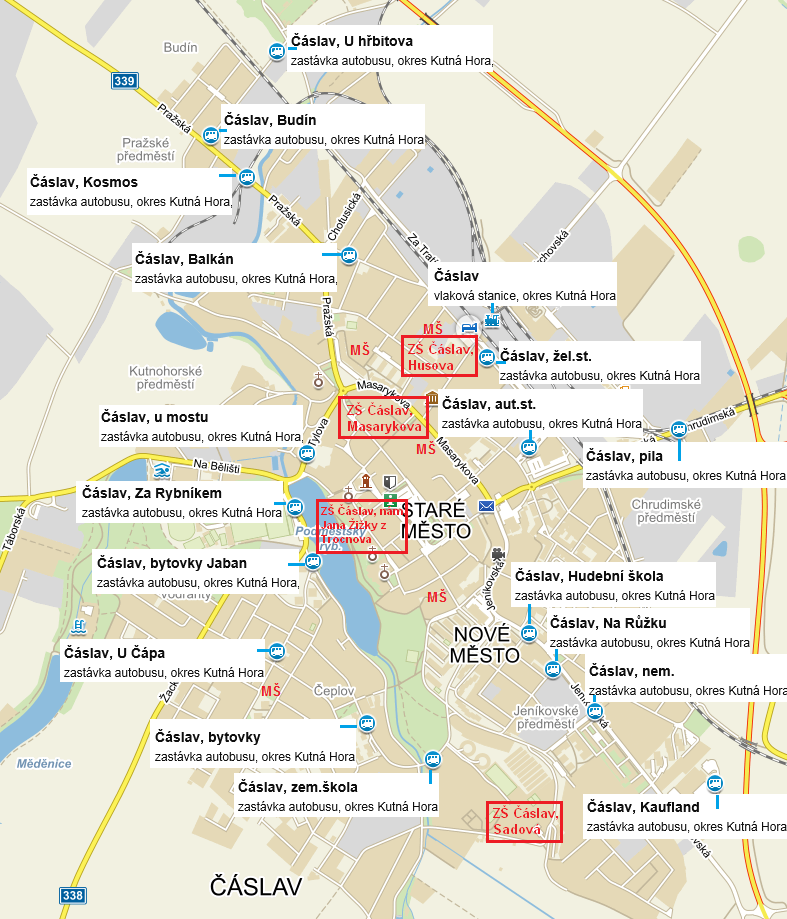 Čáslav, U hřbitova
zastávka autobusu, okres Kutná Hora,
Budín
339
Pražská
Čáslav, Budín
zastávka autobusu, okres Kutná Hora
Pražské
předměstí
Čáslav, Kosmos
zastávka autobusu, okres Kutná Hora,
Pražská
Chotusická
Za Tratí
Čáslav, Balkán
zastávka autobusu, okres Kutná Hora,
Čáslav
vlaková stanice, okres Kutná Hora
Pražská
MŠ
MŠ
ZŠ Čáslav,
Husova
Čáslav, žel.st.
zastávka autobusu, okres Kutná Hora
Kutnohorské
předměstí
Masarykova
ZŠ Čáslav,
Masarykova
Čáslav, aut.st.
zastávka autobusu, okres Kutná Hora
Čáslav, u mostu
zastávka autobusu, okres Kutná Hora,
Tylova
MŠ
Masarykova
Čáslav, píla
zastávka autobusu, okres Kutná Hora
Na Bělišti
Čáslav, Za Rybníkem
zastávka autobusu, okres Kutná Hora
Táborská
ZŠ Čáslav, nám.
Jana Žižky z
Trocnova
STARÉ
MĚSTO
Chrudimské
předměstí
Podměstský
ryb.
Čáslav, bytovky Jaban
zastávka autobusu, okres Kutná Hora,
Jeníkovská
Čáslav, Hudební škola
zastávka autobusu, okres Kutná Hora
MŠ
Čáslav, Na Růžku
zastávka autobusu, okres Kutná Hora
NOVÉ
MĚSTO
Čáslav, U Čápa
zastávka autobusu, okres Kutná Hora
Čáslav, nem.
zastávka autobusu, okres Kutná Hora
MŠ
Čeplov
Jeníkovské
předměstí
Čáslav, bytovky
zastávka autobusu, okres Kutná Hora
Měděnice
Čáslav, zem.škola
zastávka autobusu, okres Kutná Hora
ZŠ Čáslav,
Sadová
Čáslav, Kaufland
zastávka autobusu, okres Kutná Hora
ČÁSLAV
338